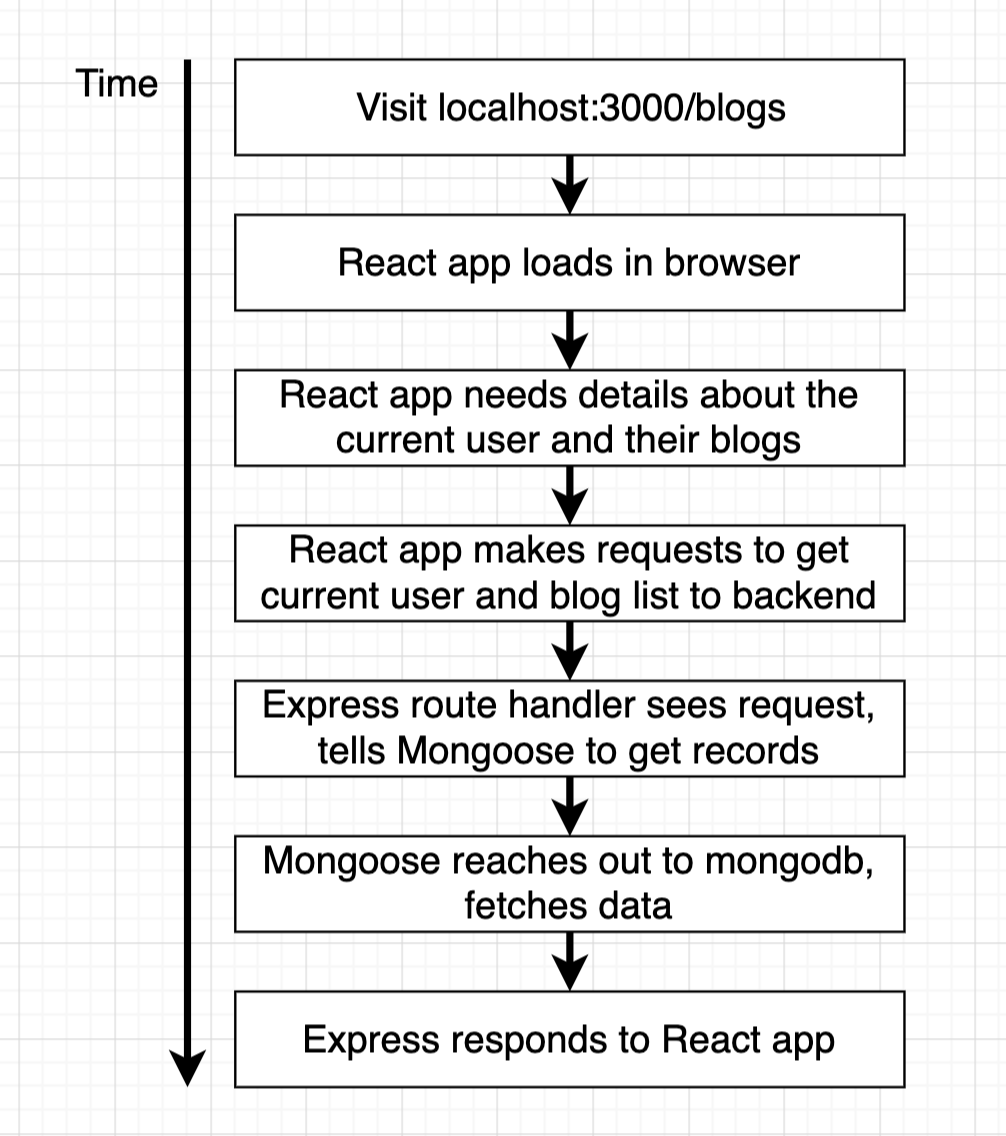 Time
Visit localhost:3000/blogs
React app loads in browser
React app needs details about the
current user and their blogs
React app makes requests to get
current user and blog list to backend
Express route handler sees request,
tells Mongoose to get records
Mongoose reaches out to mongodb,
fetches data
Express responds to React app